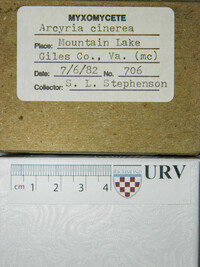 MYXOMYCETE
Arcyria cinerea
Place: Mountain Lake
Giles Co., Va. (mc)
Date: 7/6/82 No. 706
Collector: S. L. Stephenson
URV
cm 1 2 3 4